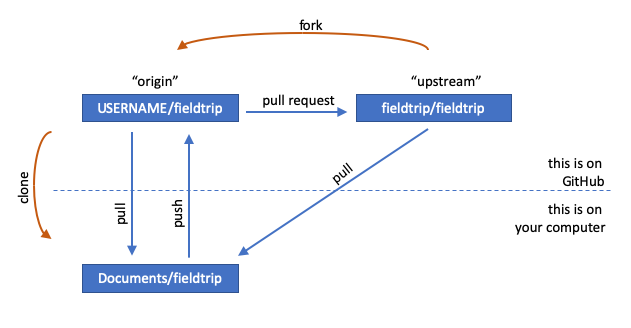 fork
“origin”
“upstream”
USERNAME/fieldtrip
pull request
fieldtrip/fieldtrip
clone
pull
push
pull
this is on
GitHub
this is on
your computer
Documents/fieldtrip